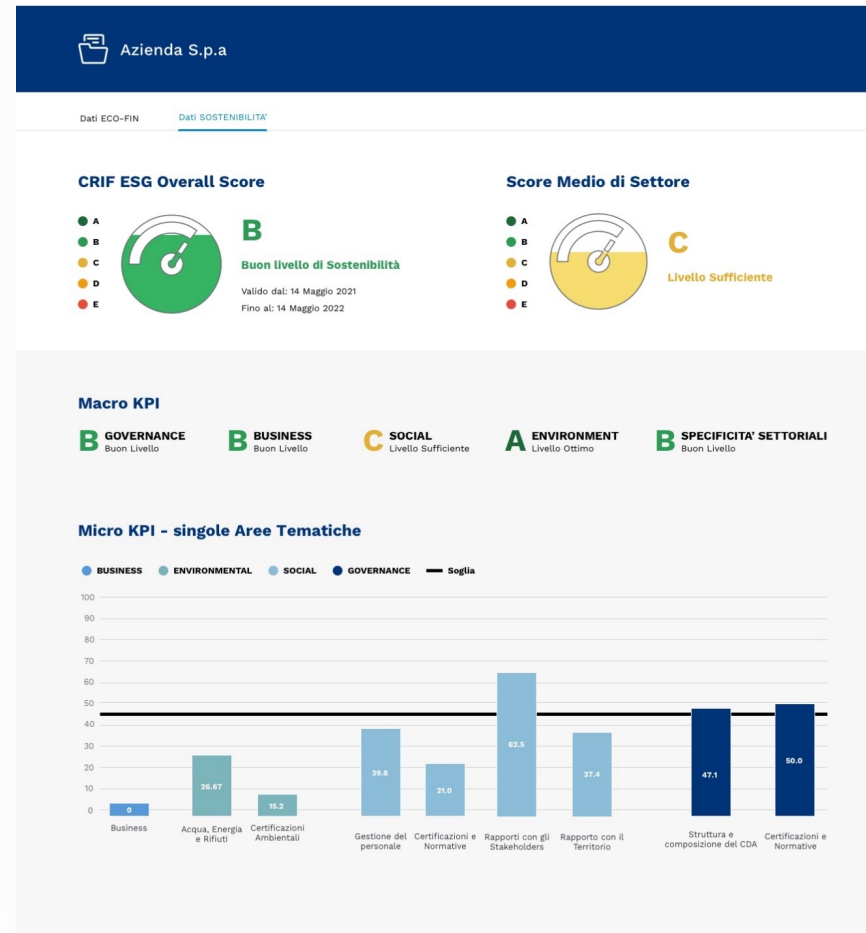 Azienda S.p.a
Dati ECO-FIN
Dati SOSTENIBILITA'
CRIF ESG Overall Score
A
B
C
D
E
B
Buon livello di Sostenibilità
Valido dal: 14 Maggio 2021
Fino al: 14 Maggio 2022
Score Medio di Settore
A
B
C
D
E
C
Livello Sufficiente
Macro KPI
B GOVERNANCE
Buon Livello
B BUSINESS
Buon Livello
C SOCIAL
Livello Sufficiente
A ENVIRONMENT
Livello Ottimo
B SPECIFICITA' SETTORIALI
Buon Livello
Micro KPI - singole Aree Tematiche
BUSINESS ENVIRONMENTAL SOCIAL GOVERNANCE Soglia
100
90
80
70
60
50
40
30
20
10
0
0
26.67
15.2
39.8
21.0
62.5
37.4
47.1
50.0
Business
Acqua, Energia
e Rifiuti
Certificazioni
Ambientali
Gestione del
personale
Certificazioni e
Normative
Rapporti con gli
Stakeholders
Rapporto con il
Territorio
Struttura e
composizione del CDA
Certificazioni e
Normative